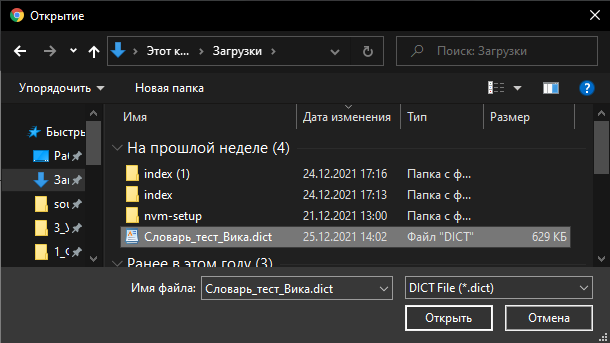 Открытие
Этот к... Загрузки Поиск: Загрузки
Упорядочить Новая папка
Имя Дата изменения Тип Размер
Быстры
На прошлой неделе (4)
Раб
index (1) 24.12.2021 17:16 Папка с ф...
Заг
index 24.12.2021 17:13 Папка с ф...
sou
nvm-setup 21.12.2021 13:00 Папка с ф...
3_У
Словарь_тест_Вика.dict 25.12.2021 14:02 Файл "DICT" 629 КБ
Ранее в этом году (3)
Имя файла: Словарь_тест_Вика.dict DICT File (*.dict)
Открыть Отмена